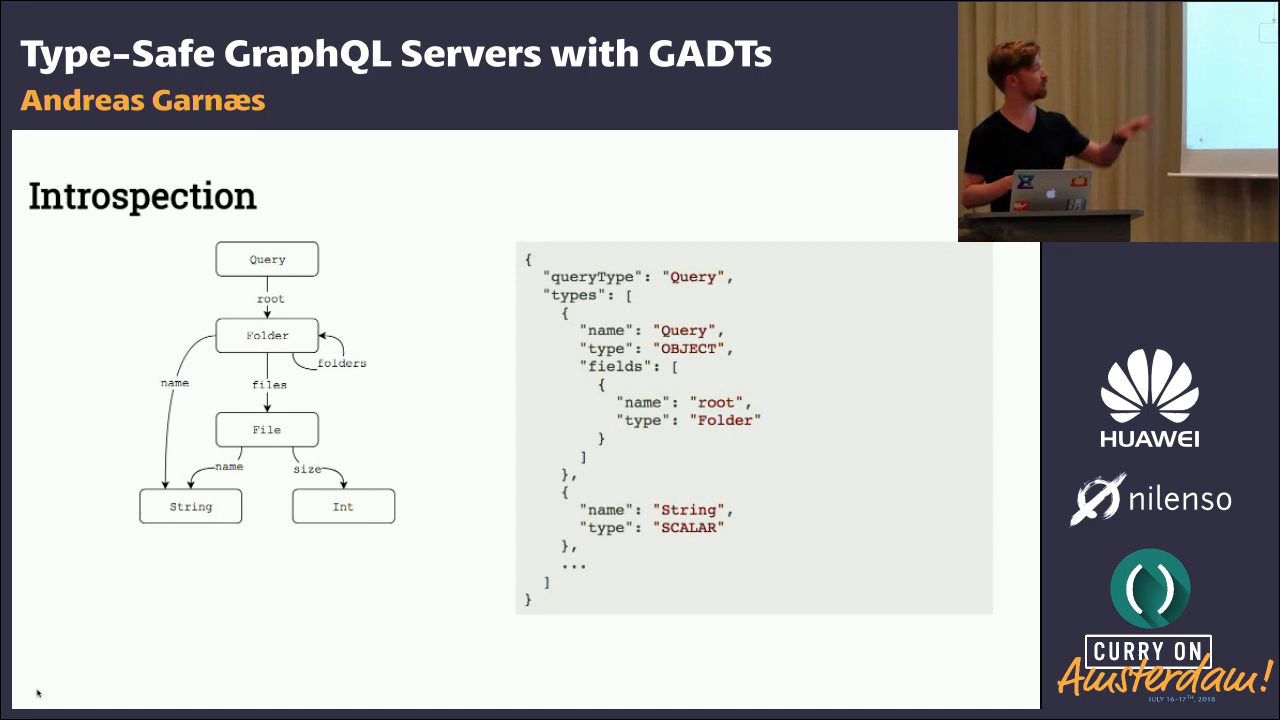 Type-Safe GraphQL Servers with GADTs
Andreas Garnæs
Introspection
Query
root
Folder
folders
name
files
File
name
size
String
Int
{
"queryType": "Query",
"types": [
{
"name": "Query",
"type": "OBJECT",
"fields": [
{
"name": "root",
"type": "Folder"
}
]
},
{
"name": "String",
"type": "SCALAR"
},
...
]
}
HUAWEI
nilenso
()
CURRY ON
Amsterdam!
JULY 16-17TH, 2018